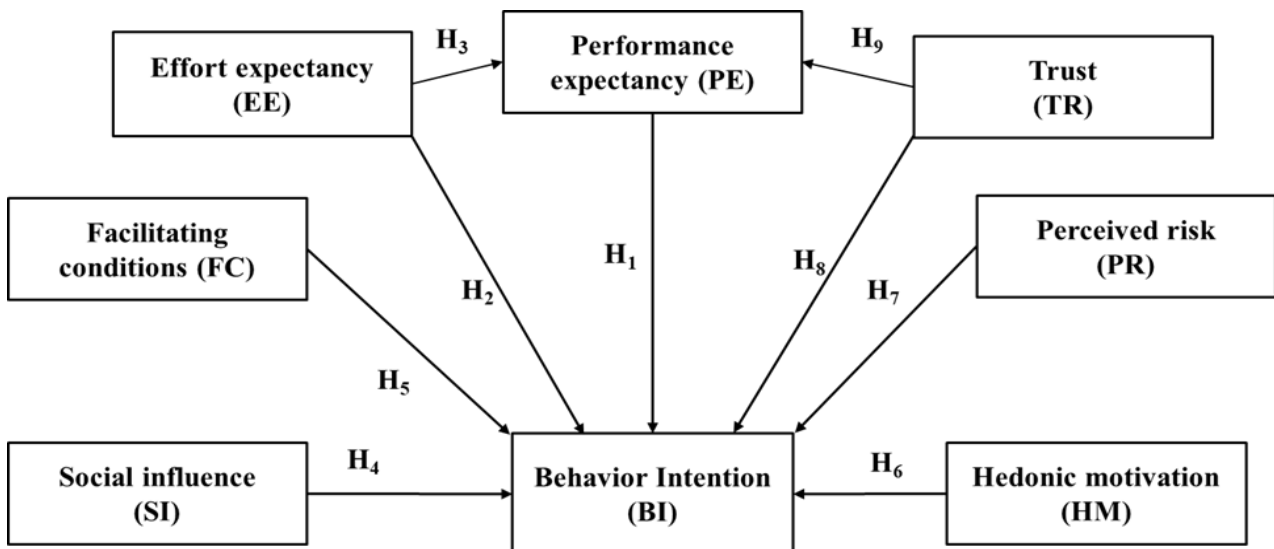 Effort expectancy
(EE)
H₃
Performance
expectancy (PE)
H₉
Trust
(TR)
Facilitating
conditions (FC)
H₂
H₁
H₈
H₇
Perceived risk
(PR)
H₅
Social influence
(SI)
H₄
Behavior Intention
(BI)
H₆
Hedonic motivation
(HM)